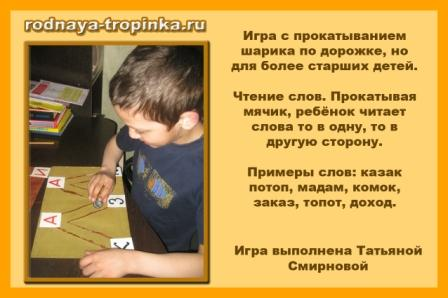 rodnaya-tropinka.ru
Игра с прокатыванием
шарика по дорожке, но
для более старших детей.
Чтение слов. Прокатывая
мячик, ребёнок читает
слова то в одну, то в
другую сторону.
Примеры слов: казак
потоп, мадам, комок,
заказ, топот, доход.
Игра выполнена Татьяной
Смирновой
И
А
А
З
К